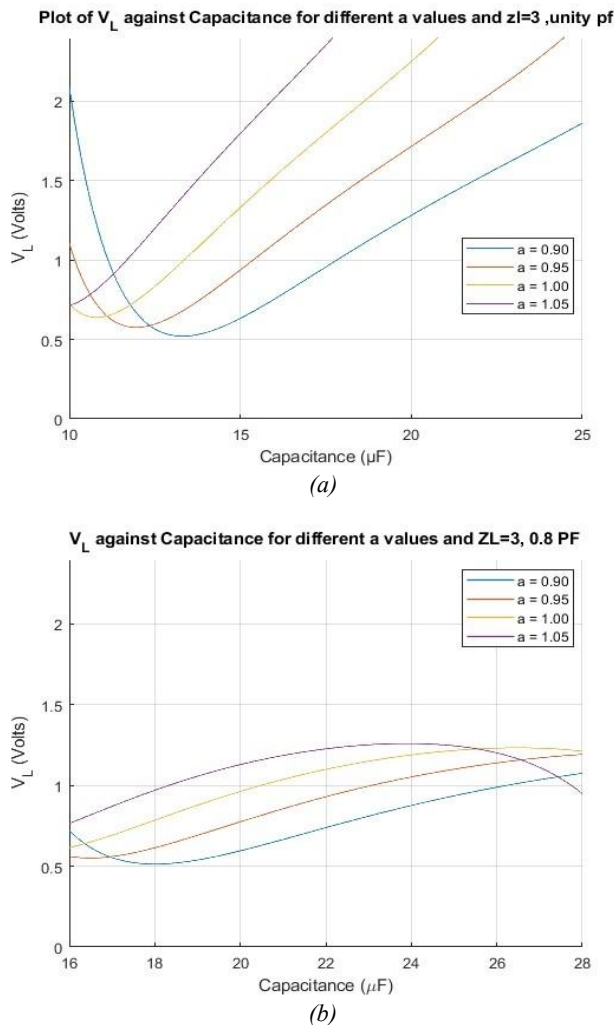 Plot of V_L against Capacitance for different a values and zl=3 ,unity pf
2
1.5
1
0.5
0
V_L (Volts)
a = 0.90
a = 0.95
a = 1.00
a = 1.05
10
15
20
25
Capacitance (µF)
(a)
V_L against Capacitance for different a values and ZL=3, 0.8 PF
a = 0.90
a = 0.95
a = 1.00
a = 1.05
2
1.5
1
0.5
0
V_L (Volts)
16
18
20
22
24
26
28
Capacitance (µF)
(b)